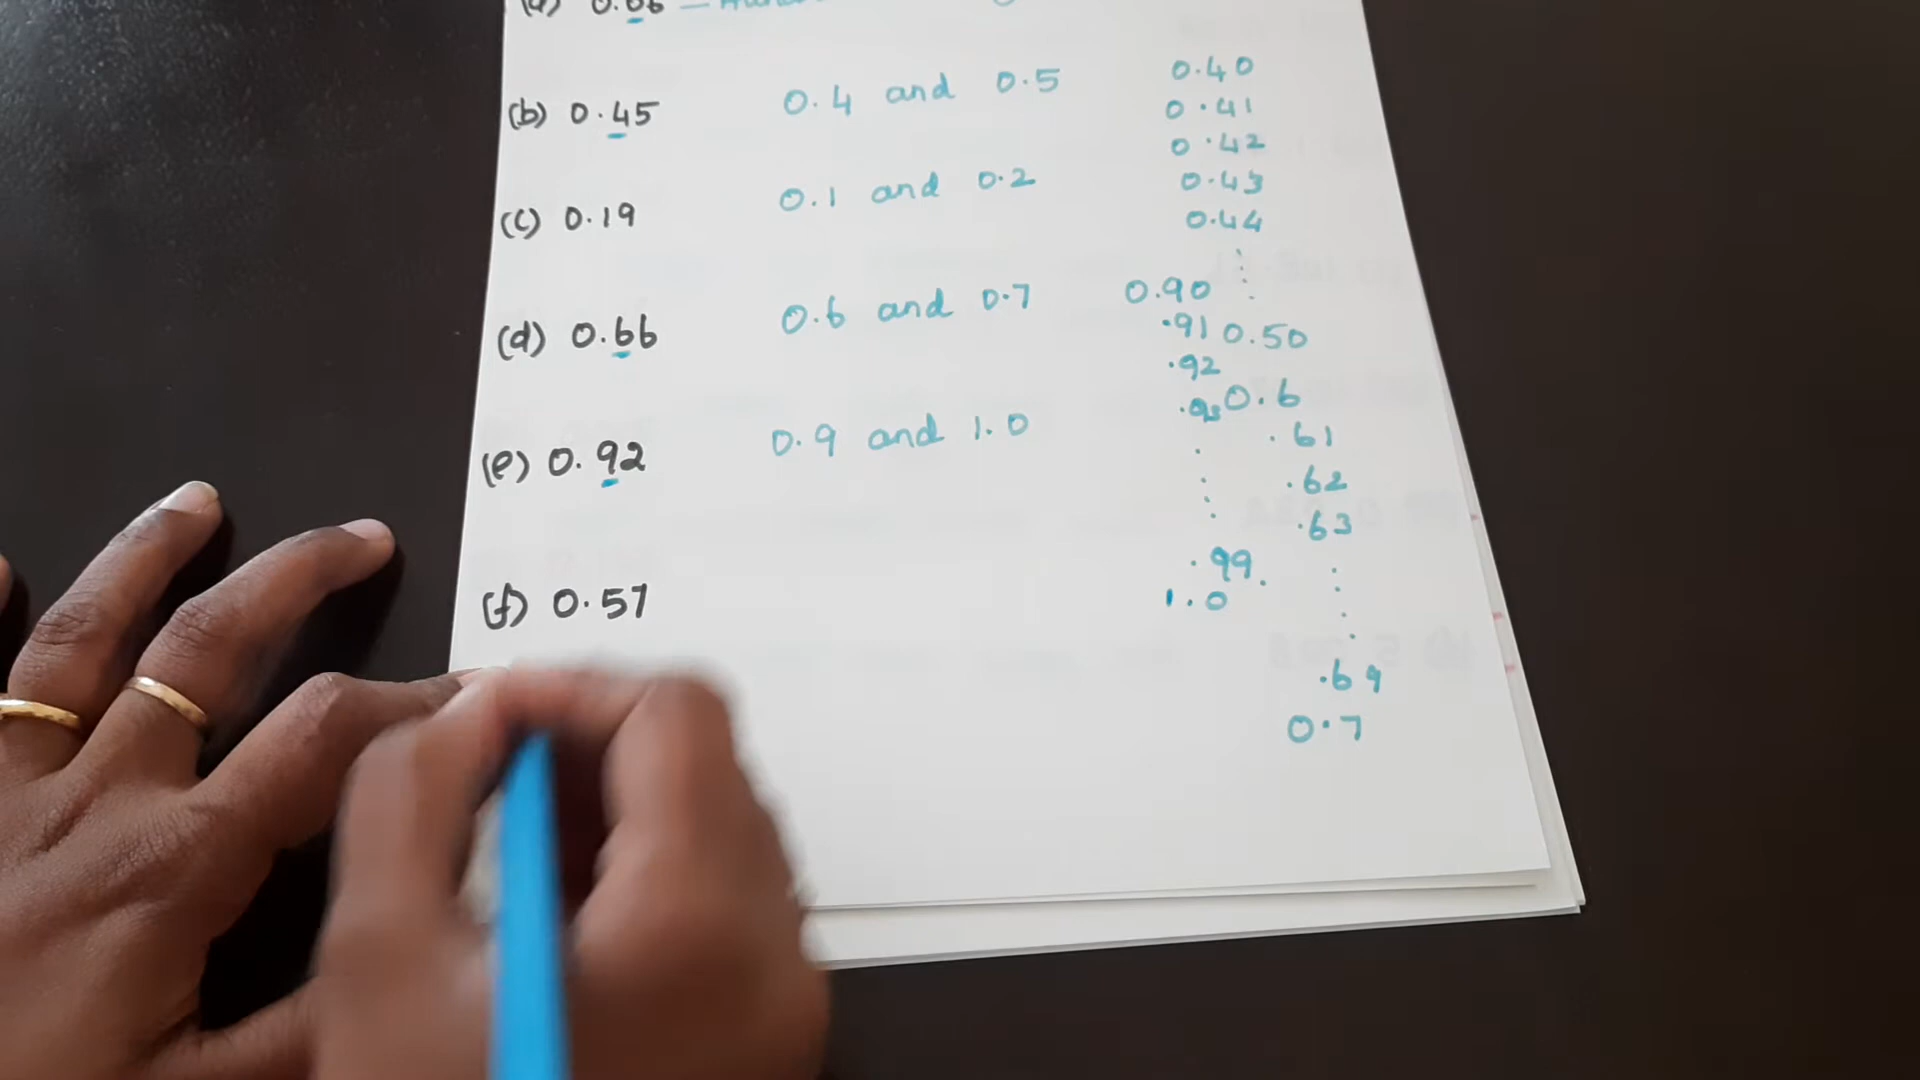 (a) 0.06 —
(b) 0.45 0.4 and 0.5
(c) 0.19 0.1 and 0.2
(d) 0.66 0.6 and 0.7
(e) 0.92 0.9 and 1.0
(f) 0.57
0.40
0.41
0.42
0.43
0.44
0.50
0.90
.91
.92
.99
1.0
0.6
.61
.62
.63
.69
0.7